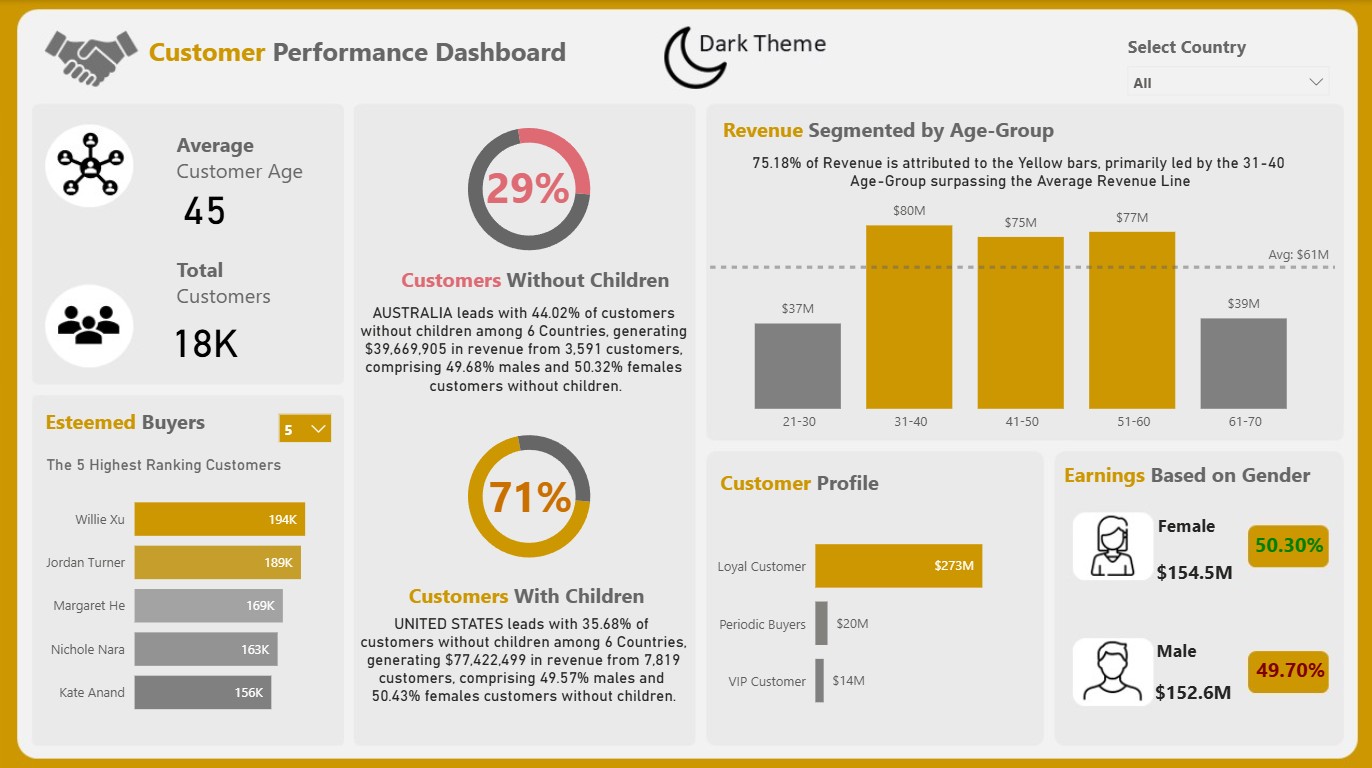 Customer Performance Dashboard
Dark Theme
Select Country
All
Average
Customer Age
45
Total
Customers
18K
Esteemed Buyers
5
The 5 Highest Ranking Customers
Willie Xu
194K
Jordan Turner
189K
Margaret He
169K
Nichole Nara
163K
Kate Anand
156K
29%
Customers Without Children
AUSTRALIA leads with 44.02% of customers
without children among 6 Countries, generating
$39,669,905 in revenue from 3,591 customers,
comprising 49.68% males and 50.32% females
customers without children.
71%
Customers With Children
UNITED STATES leads with 35.68% of
customers without children among 6 Countries,
generating $77,422,499 in revenue from 7,819
customers, comprising 49.57% males and
50.43% females customers without children.
Revenue Segmented by Age-Group
75.18% of Revenue is attributed to the Yellow bars, primarily led by the 31-40
Age-Group surpassing the Average Revenue Line
$37M
$80M
$75M
$77M
$39M
Avg: $61M
21-30
31-40
41-50
51-60
61-70
Customer Profile
Loyal Customer
$273M
Periodic Buyers
$20M
VIP Customer
$14M
Earnings Based on Gender
Female
50.30%
$154.5M
Male
49.70%
$152.6M